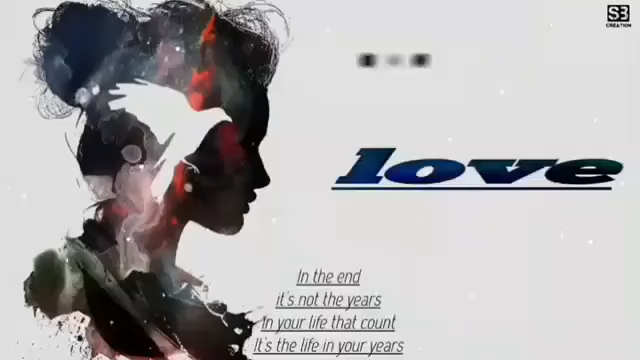 SB
CREATION
love
In the end
it's not the years
In your life that count
It's the life in your years